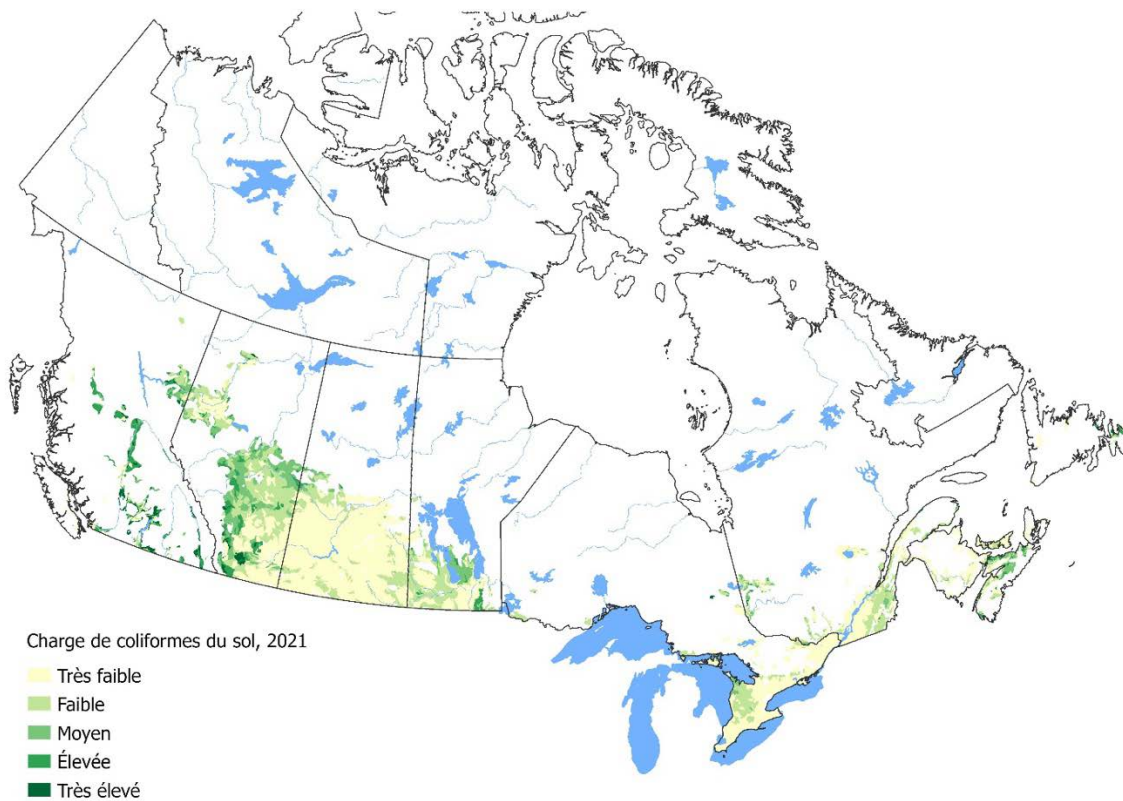 Charge de coliformes du sol, 2021
Très faible
Faible
Moyen
Élevée
Très élevé